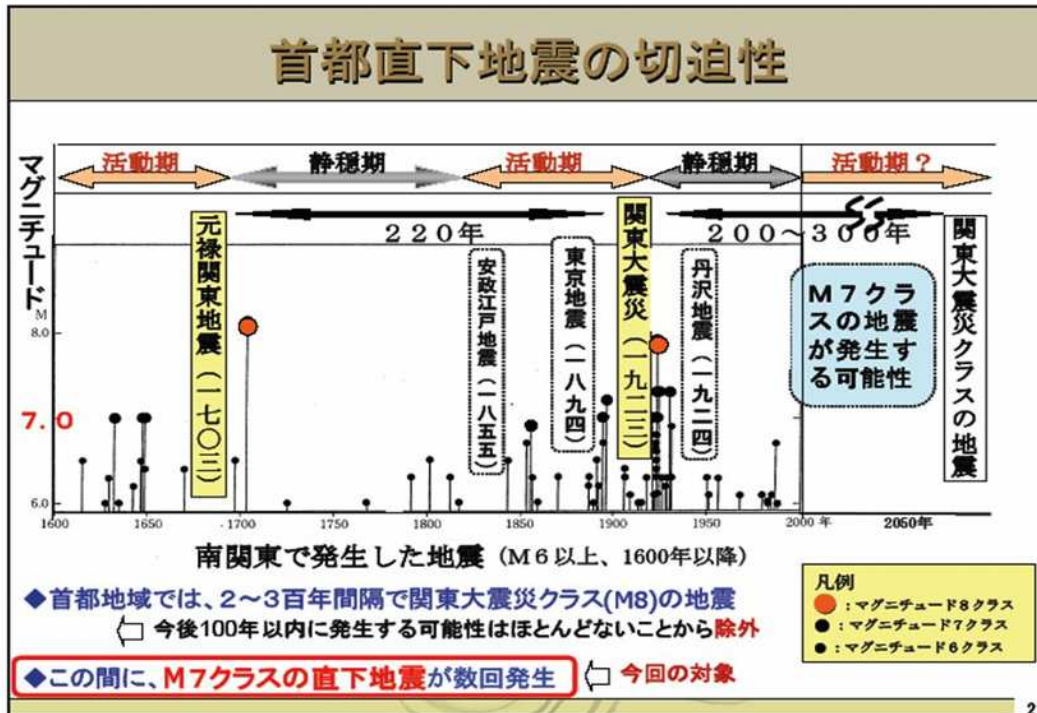 首都直下地震の切迫性
活動期
静穏期
活動期
静穏期
活動期？
マグニチュード
M
220年
200～300年
元禄関東地震（一七〇三）
安政江戸地震（一八五五）
東京地震（一八九四）
関東大震災（一九二三）
丹沢地震（一九二四）
M7クラ
スの地震
が発生す
る可能性
関東大震災クラスの地震
8.0
7.0
6.0
1600
1650
1700
1750
1800
1850
1900
1950
2000 年
2050年
南関東で発生した地震（M６以上、1600年以降）
◆首都地域では、２～３百年間隔で関東大震災クラス(M8)の地震
今後100年以内に発生する可能性はほとんどないことから除外
◆この間に、M７クラスの直下地震が数回発生
今回の対象
凡例
：マグニチュード８クラス
：マグニチュード７クラス
：マグニチュード６クラス
2